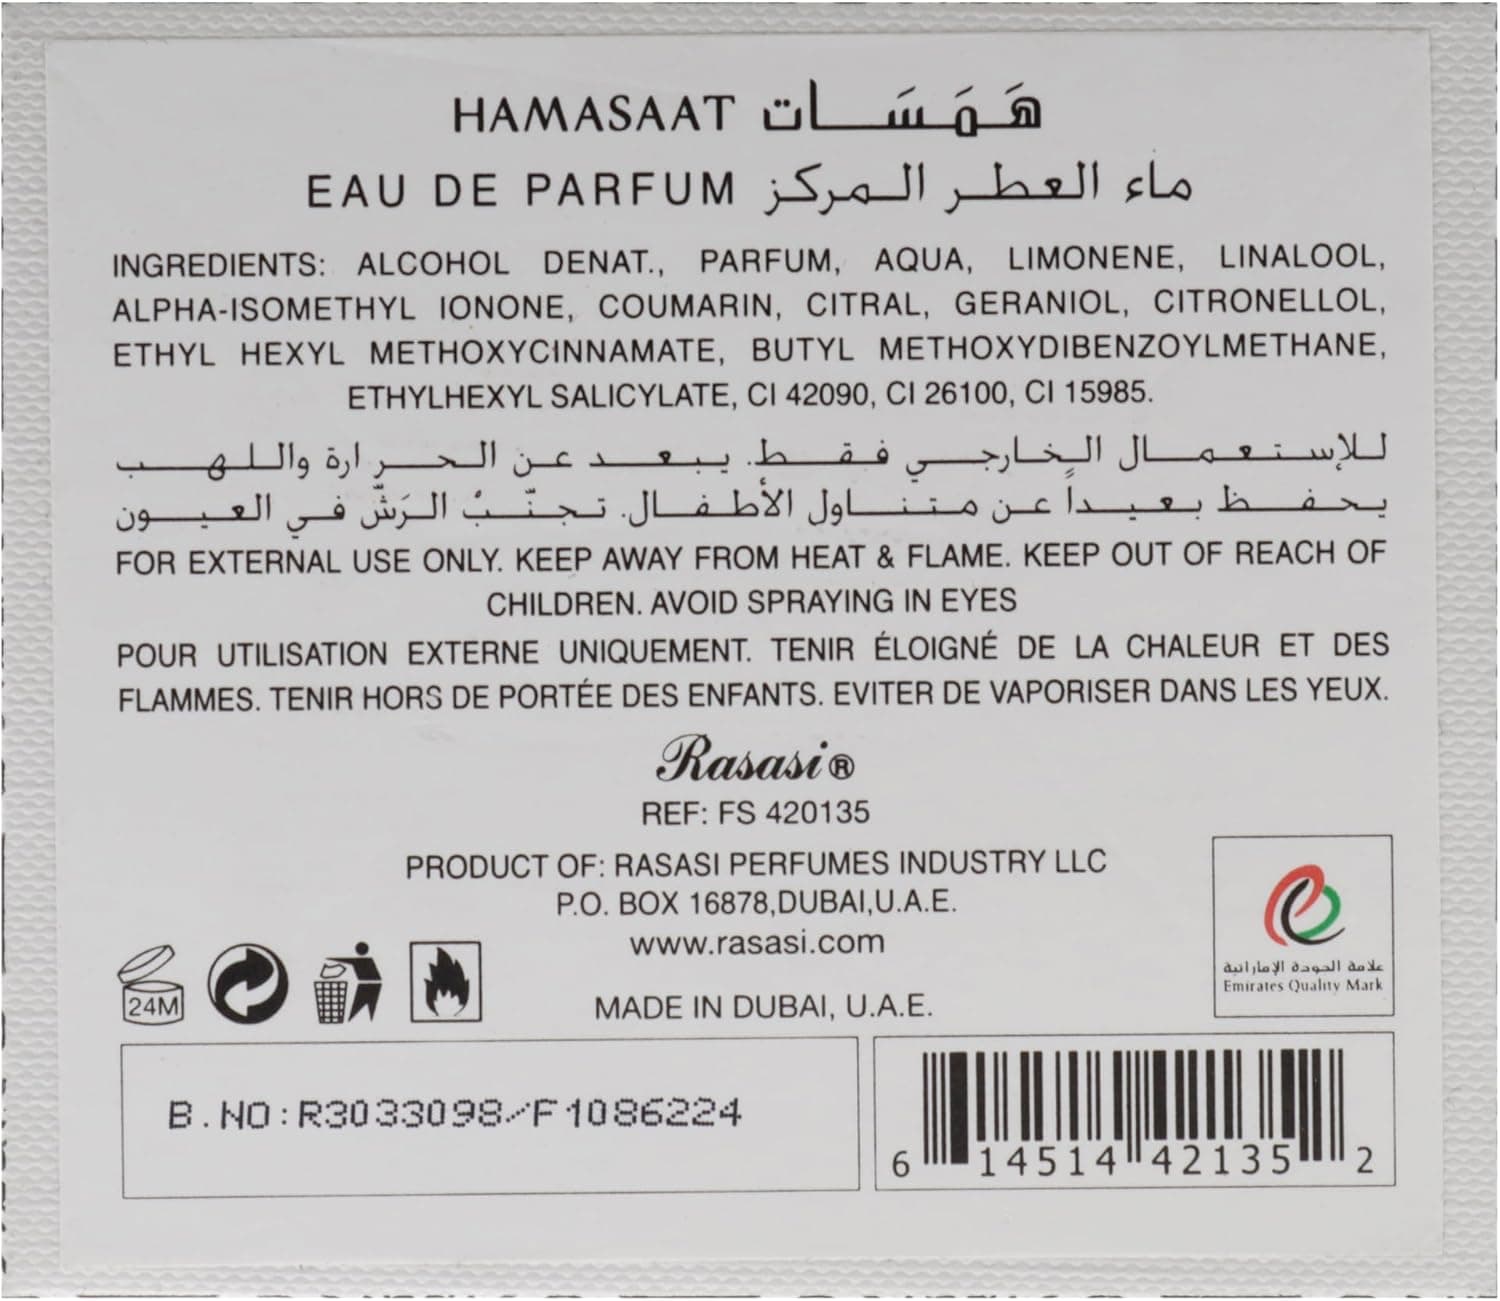 HAMASAAT هَمَسَات
EAU DE PARFUM ماء العطر المركز
INGREDIENTS: ALCOHOL DENAT., PARFUM, AQUA, LIMONENE, LINALOOL,
ALPHA-ISOMETHYL IONONE, COUMARIN, CITRAL, GERANIOL, CITRONELLOL,
ETHYL HEXYL METHOXYCINNAMATE, BUTYL METHOXYDIBENZOYLMETHANE,
ETHYLHEXYL SALICYLATE, CI 42090, CI 26100, CI 15985.
للإستعمال الخارجي فقط. يبعد عن الحرارة واللهب
يحفظ بعيداً عن متناول الأطفال. تجنّبْ الرَشّ في العيون
FOR EXTERNAL USE ONLY. KEEP AWAY FROM HEAT & FLAME. KEEP OUT OF REACH OF
CHILDREN. AVOID SPRAYING IN EYES
POUR UTILISATION EXTERNE UNIQUEMENT. TENIR ÉLOIGNÉ DE LA CHALEUR ET DES
FLAMMES. TENIR HORS DE PORTÉE DES ENFANTS. EVITER DE VAPORISER DANS LES YEUX.
Rasasi®
REF: FS 420135
PRODUCT OF: RASASI PERFUMES INDUSTRY LLC
P.O. BOX 16878,DUBAI,U.A.E.
www.rasasi.com
MADE IN DUBAI, U.A.E.
24M
علامة الجودة الإماراتية
Emirates Quality Mark
B.NO:R3033098/F1086224
6 14514 42135 2